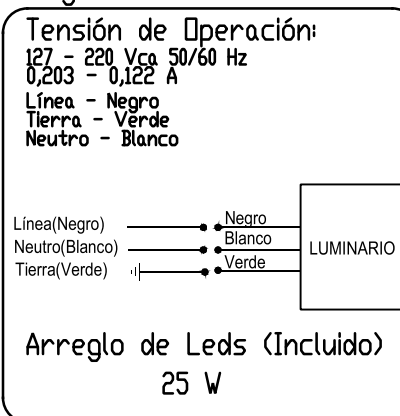 Tensión de Operación:
127 - 220 Vca 50/60 Hz
0,203 - 0,122 A
Línea - Negro
Tierra - Verde
Neutro - Blanco
Línea(Negro)
Negro
Neutro(Blanco)
Blanco
Tierra(Verde)
Verde
LUMINARIO
Arreglo de Leds (Incluido)
25 W